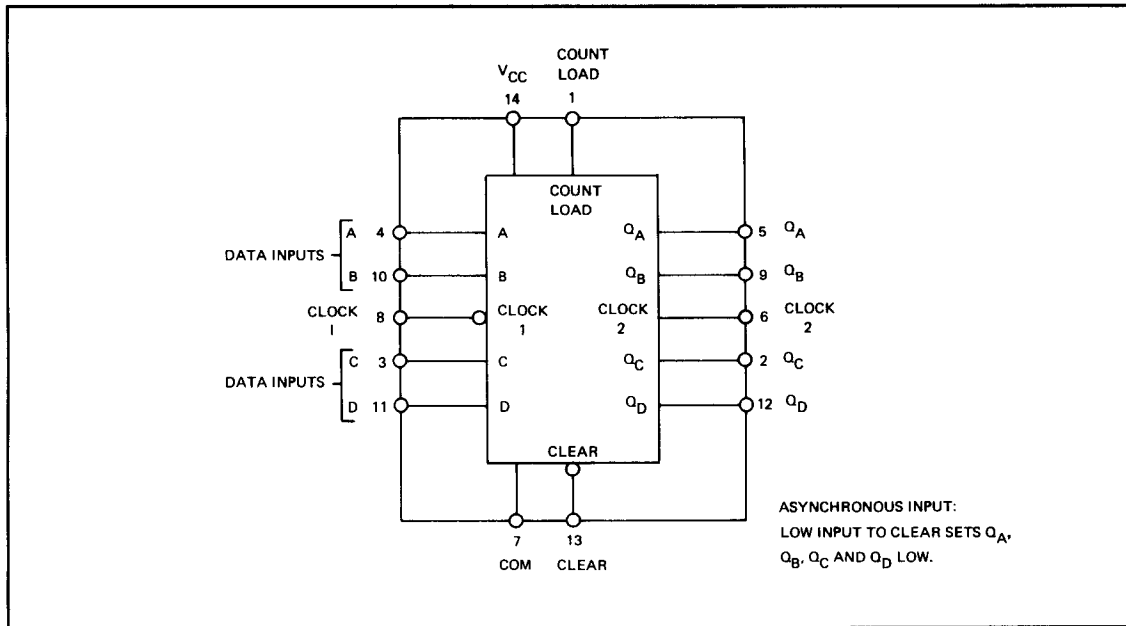 COUNT
LOAD
V_CC
14 1
COUNT
LOAD
DATA INPUTS
A 4 A Q_A 5 Q_A
B 10 B Q_B 9 Q_B
CLOCK 8 CLOCK CLOCK 6 CLOCK
I 1 2 2
DATA INPUTS
C 3 C Q_C 2 Q_C
D 11 D Q_D 12 Q_D
CLEAR
7 13
COM CLEAR
ASYNCHRONOUS INPUT:
LOW INPUT TO CLEAR SETS Q_A,
Q_B, Q_C AND Q_D LOW.